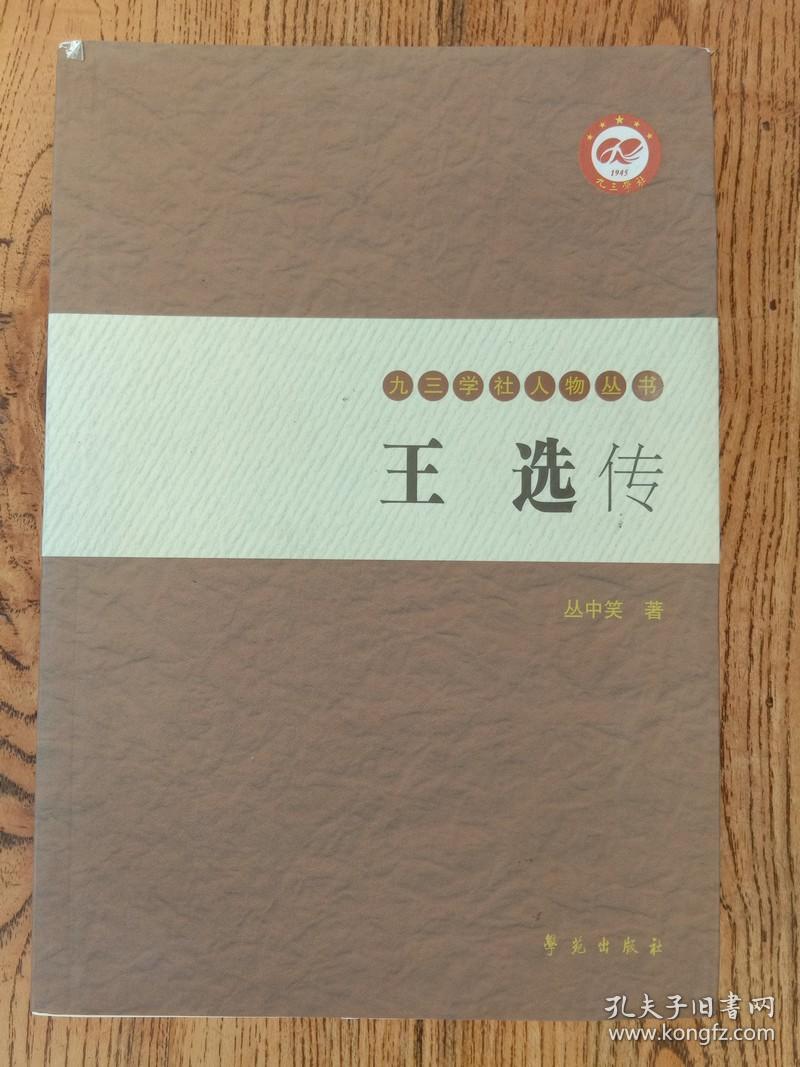 1945
九三学社
九三学社人物丛书
王选传
丛中笑 著
學苑出版社
孔夫子旧书网
www.kongfz.com